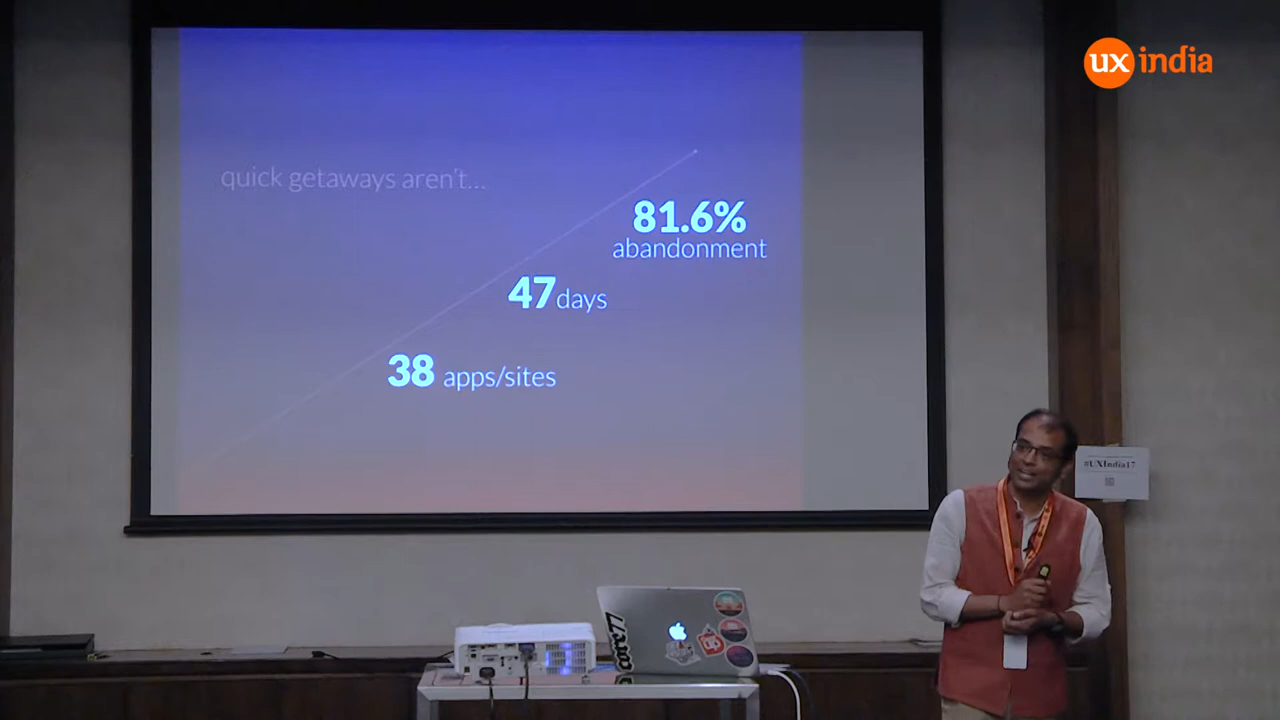 ux india
quick getaways aren't...
81.6%
abandonment
47 days
38 apps/sites
#UXIndia17